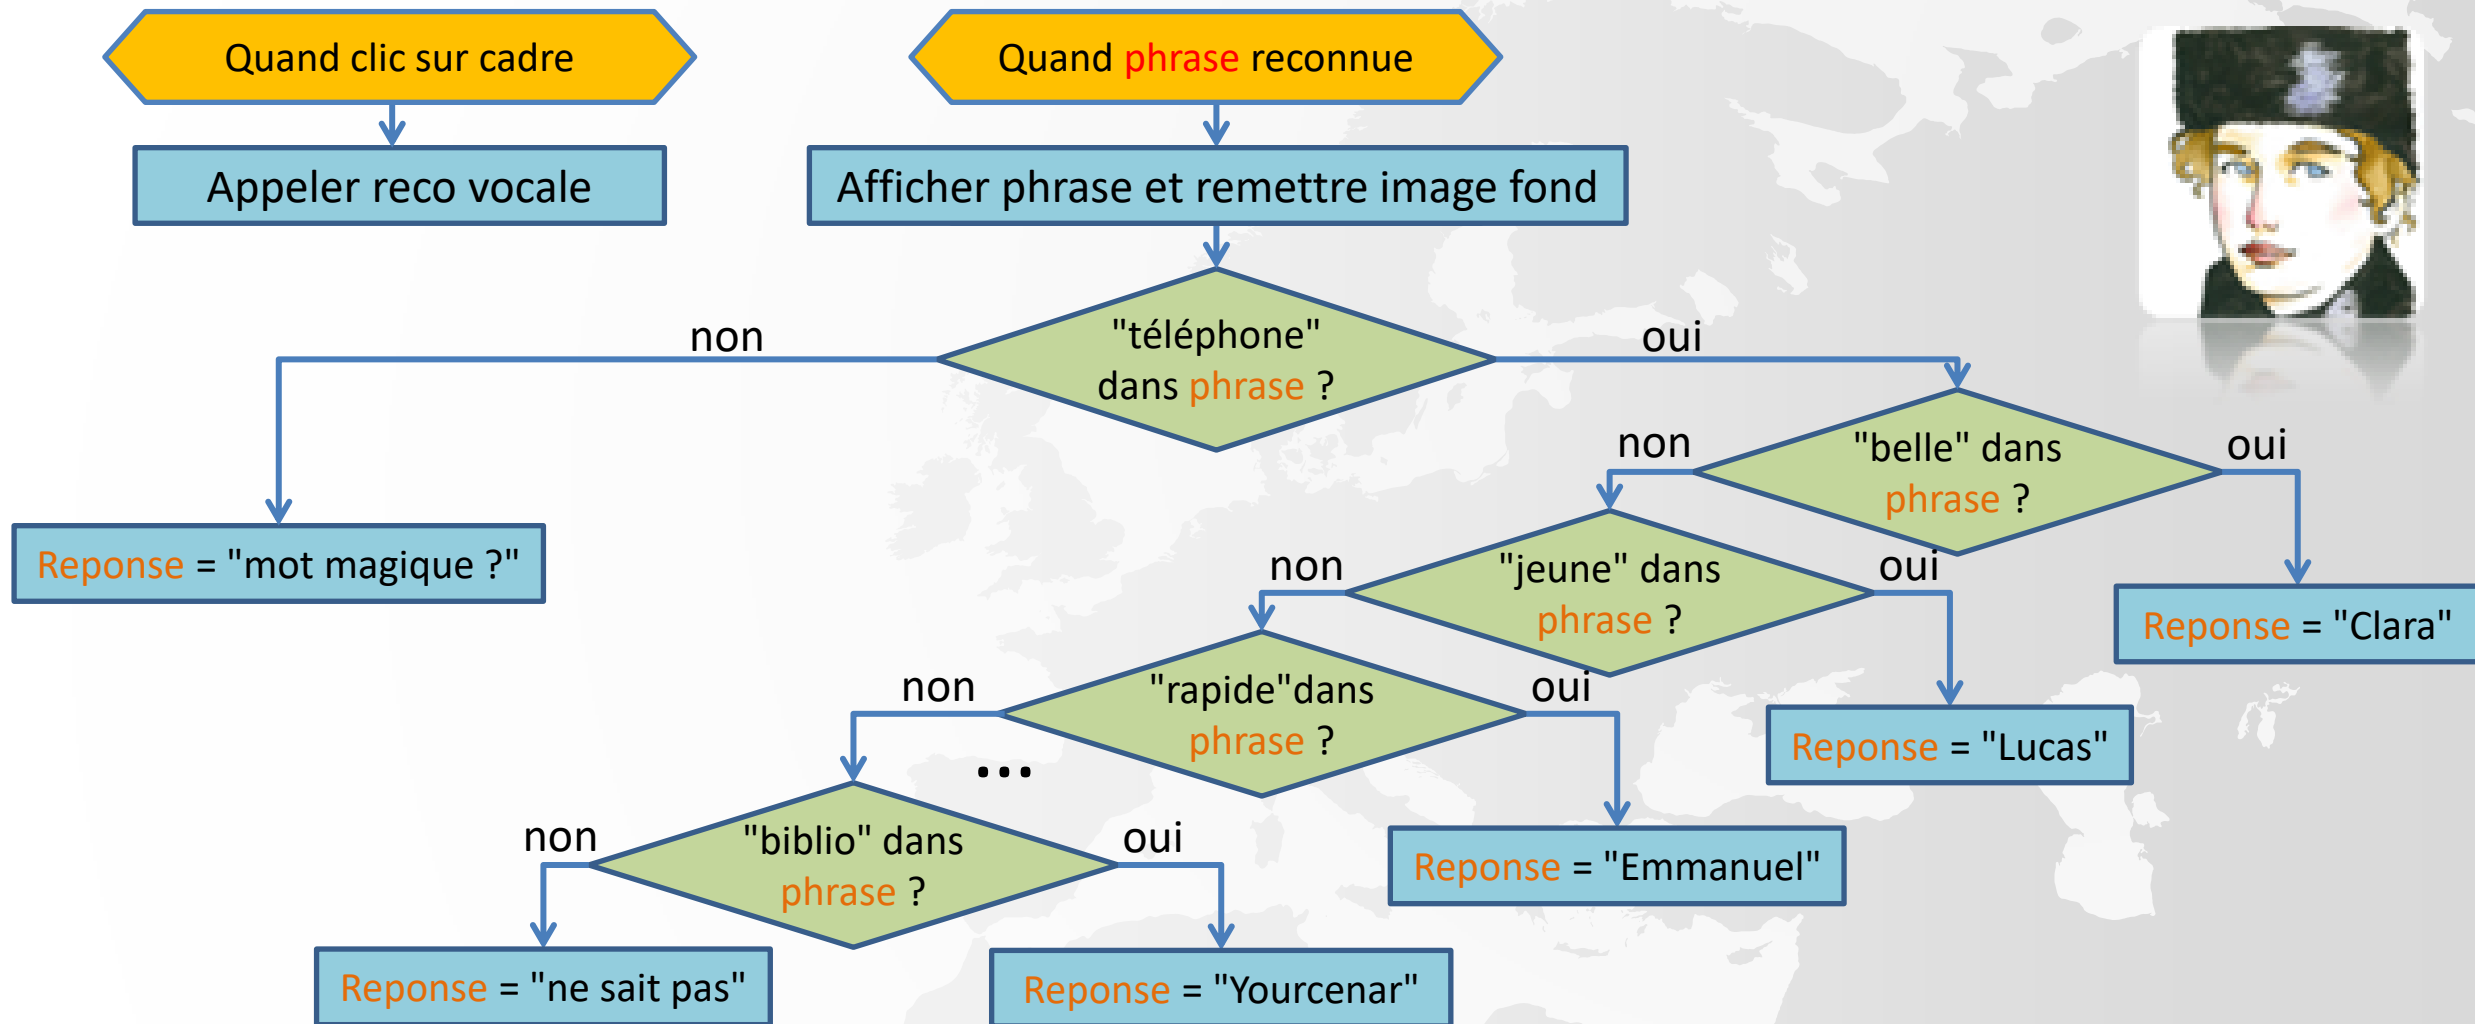 Quand clic sur cadre
Quand phrase reconnue
Appeler reco vocale
Afficher phrase et remettre image fond
"téléphone"
dans phrase ?
non
oui
"belle" dans
phrase ?
non
oui
Reponse = "mot magique ?"
"jeune" dans
phrase ?
non
oui
Reponse = "Clara"
"rapide"dans
phrase ?
non
oui
Reponse = "Lucas"
...
"biblio" dans
phrase ?
non
oui
Reponse = "Emmanuel"
Reponse = "ne sait pas"
Reponse = "Yourcenar"